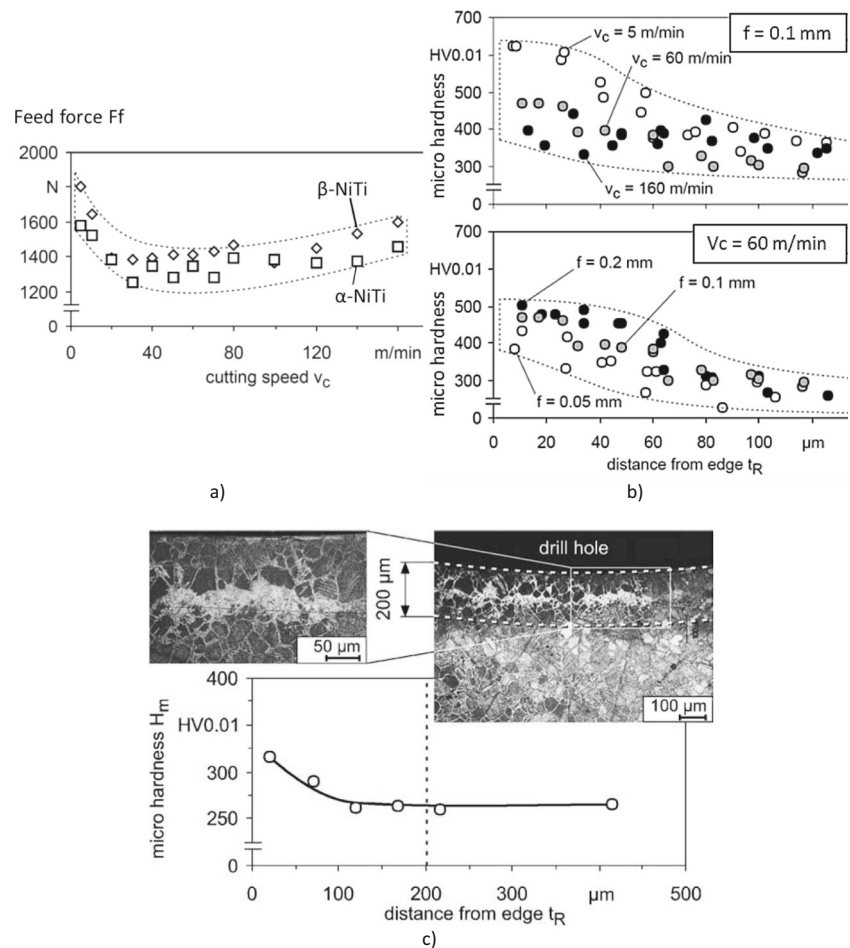 Feed force Ff
2000
N
1600
1400
1200
0
0
40
80
120
m/min
cutting speed vc
β-NiTi
α-NiTi
a)
700
HV0.01
500
400
300
0
micro hardness
vc = 5 m/min
vc = 60 m/min
vc = 160 m/min
f = 0.1 mm
700
HV0.01
500
400
300
0
micro hardness
Vc = 60 m/min
f = 0.2 mm
f = 0.1 mm
f = 0.05 mm
0
20
40
60
80
100
µm
distance from edge tR
b)
50 µm
200 µm
drill hole
100 µm
400
HV0.01
300
250
0
micro hardness Hm
0
100
200
300
µm
500
distance from edge tR
c)